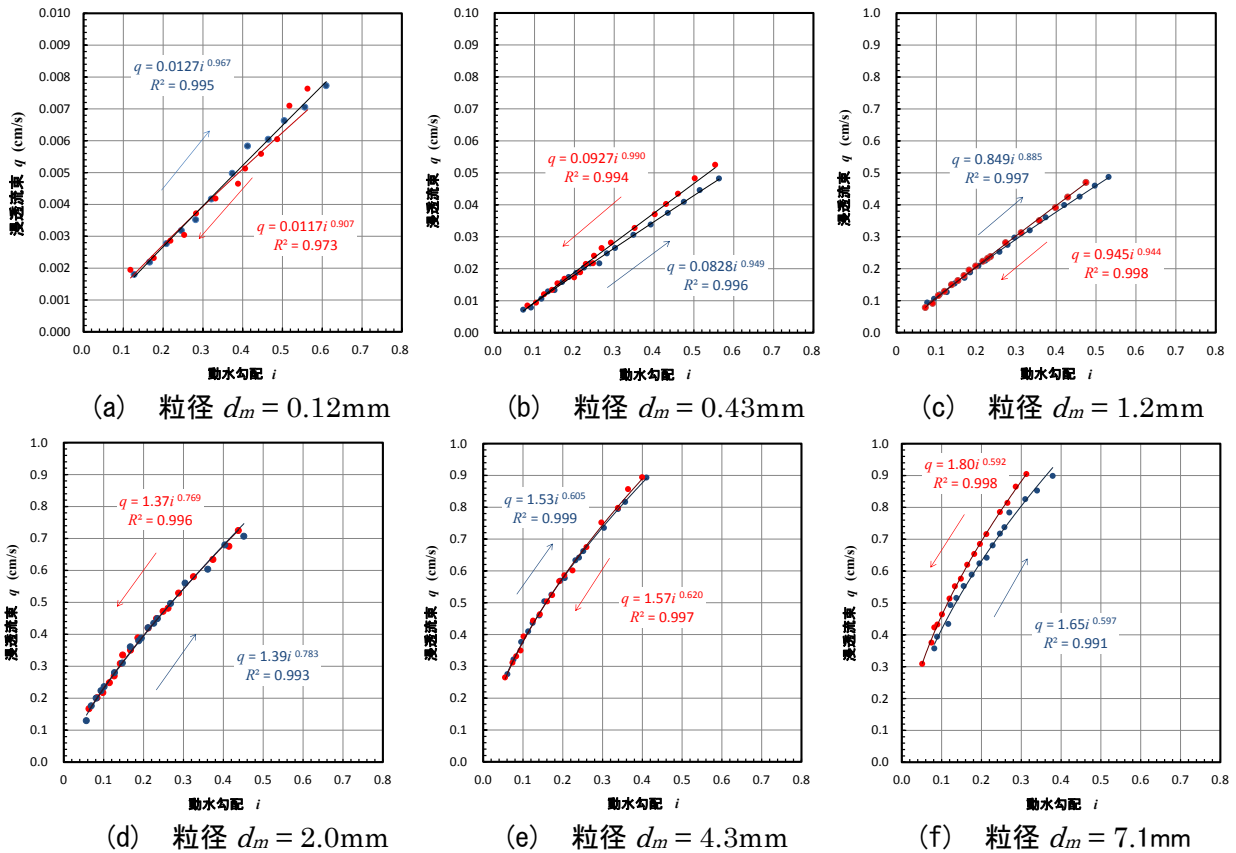 0.010
0.009
0.008
0.007
0.006
0.005
0.004
0.003
0.002
0.001
0.000
浸透流束 q (cm/s)
q = 0.0127i^0.967
R² = 0.995
q = 0.0117i^0.907
R² = 0.973
0.0 0.1 0.2 0.3 0.4 0.5 0.6 0.7 0.8
動水勾配 i
(a) 粒径 dm = 0.12mm
0.10
0.09
0.08
0.07
0.06
0.05
0.04
0.03
0.02
0.01
0.00
浸透流束 q (cm/s)
q = 0.0927i^0.990
R² = 0.994
q = 0.0828i^0.949
R² = 0.996
0.0 0.1 0.2 0.3 0.4 0.5 0.6 0.7 0.8
動水勾配 i
(b) 粒径 dm = 0.43mm
1.0
0.9
0.8
0.7
0.6
0.5
0.4
0.3
0.2
0.1
0.0
浸透流束 q (cm/s)
q = 0.849i^0.885
R² = 0.997
q = 0.945i^0.944
R² = 0.998
0 0.1 0.2 0.3 0.4 0.5 0.6 0.7 0.8
動水勾配 i
(c) 粒径 dm = 1.2mm
1.0
0.9
0.8
0.7
0.6
0.5
0.4
0.3
0.2
0.1
0.0
浸透流束 q (cm/s)
q = 1.37i^0.769
R² = 0.996
q = 1.39i^0.783
R² = 0.993
0 0.1 0.2 0.3 0.4 0.5 0.6 0.7 0.8
動水勾配 i
(d) 粒径 dm = 2.0mm
1.0
0.9
0.8
0.7
0.6
0.5
0.4
0.3
0.2
0.1
0.0
浸透流束 q (cm/s)
q = 1.53i^0.605
R² = 0.999
q = 1.57i^0.620
R² = 0.997
0.0 0.1 0.2 0.3 0.4 0.5 0.6 0.7 0.8
動水勾配 i
(e) 粒径 dm = 4.3mm
1.0
0.9
0.8
0.7
0.6
0.5
0.4
0.3
0.2
0.1
0.0
浸透流束 q (cm/s)
q = 1.80i^0.592
R² = 0.998
q = 1.65i^0.597
R² = 0.991
0.0 0.1 0.2 0.3 0.4 0.5 0.6 0.7 0.8
動水勾配 i
(f) 粒径 dm = 7.1mm